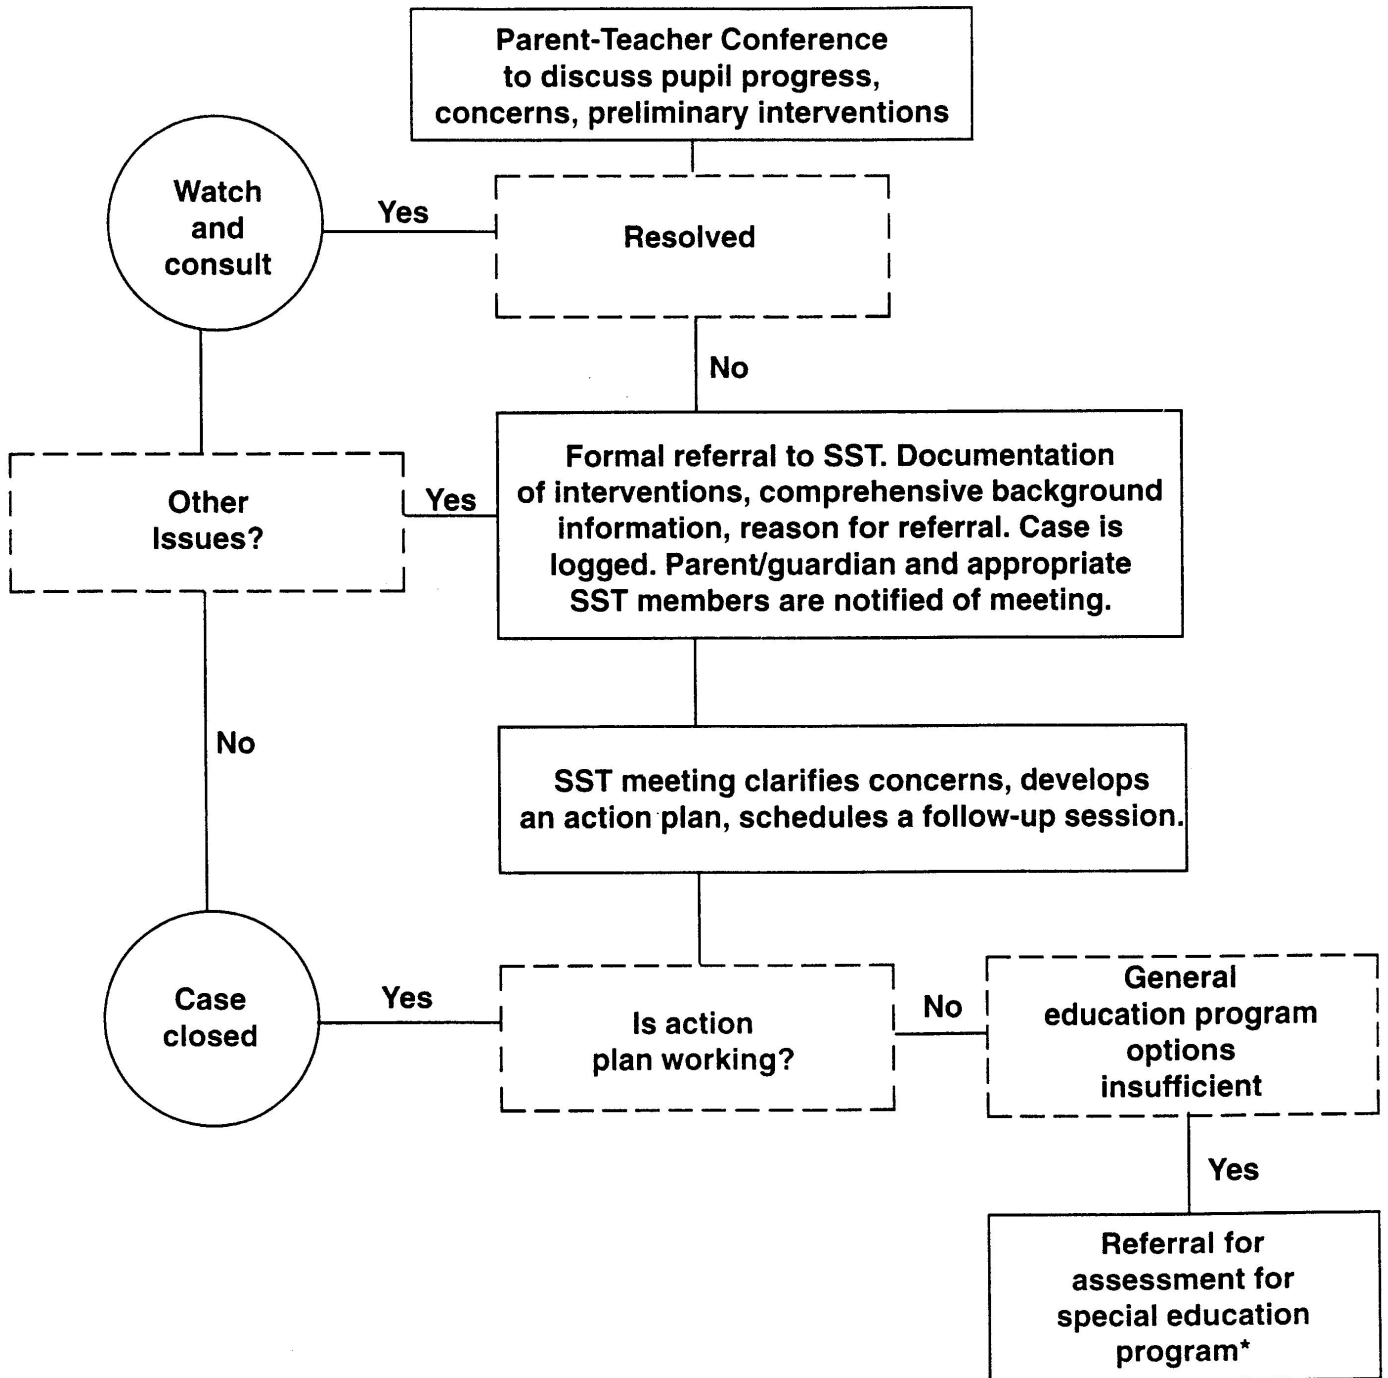 Parent-Teacher Conference
to discuss pupil progress,
concerns, preliminary interventions
Watch
and
consult
Yes
Resolved
No
Other
Issues?
Yes
Formal referral to SST. Documentation
of interventions, comprehensive background
information, reason for referral. Case is
logged. Parent/guardian and appropriate
SST members are notified of meeting.
No
SST meeting clarifies concerns, develops
an action plan, schedules a follow-up session.
Case
closed
Yes
Is action
plan working?
No
General
education program
options
insufficient
Yes
Referral for
assessment for
special education
program*